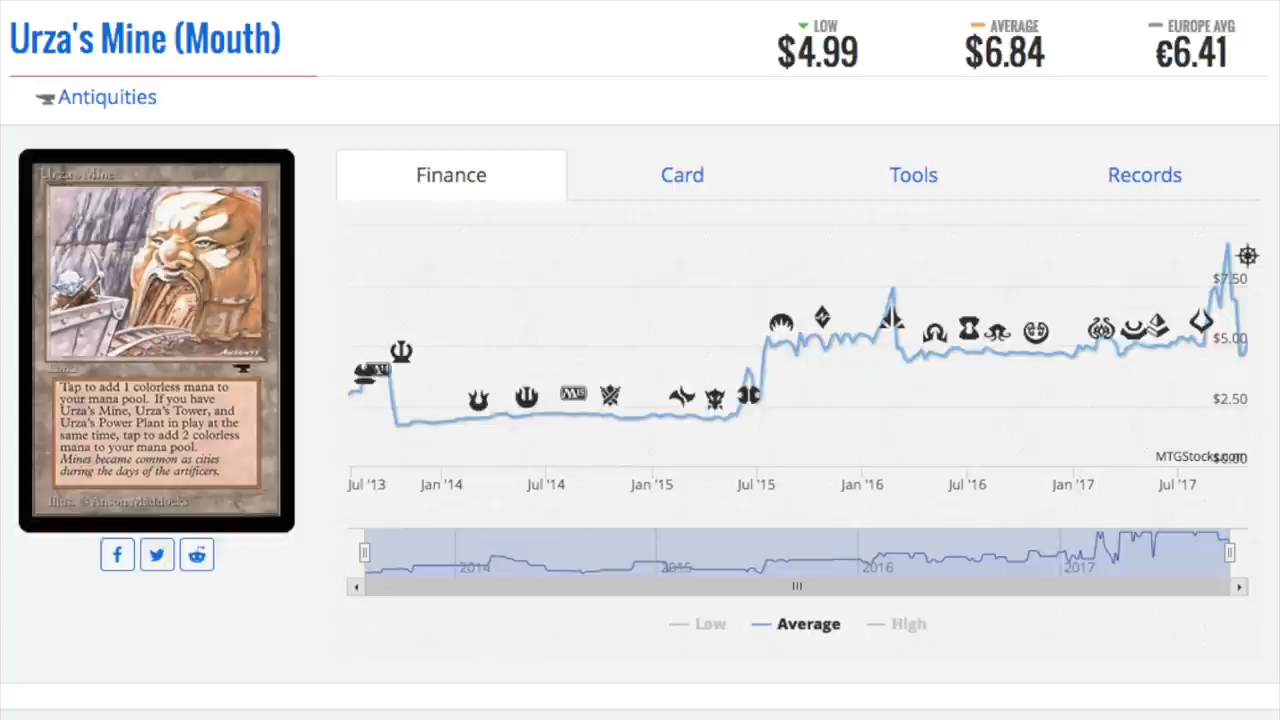 Urza's Mine (Mouth)
LOW
$4.99
AVERAGE
$6.84
EUROPE AVG
€6.41
Antiquities
Finance
Card
Tools
Records
Urza's Mine
Land
Tap to add 1 colorless mana to
your mana pool. If you have
Urza's Mine, Urza's Tower, and
Urza's Power Plant in play at the
same time, tap to add 2 colorless
mana to your mana pool.
Mines became common as cities
during the days of the artificers.
Illus. © Anson Maddocks
$7.50
$5.00
$2.50
MTGStocks.com
$0.00
Jul '13
Jan '14
Jul '14
Jan '15
Jul '15
Jan '16
Jul '16
Jan '17
Jul '17
2014
2015
2016
2017
Low
Average
High